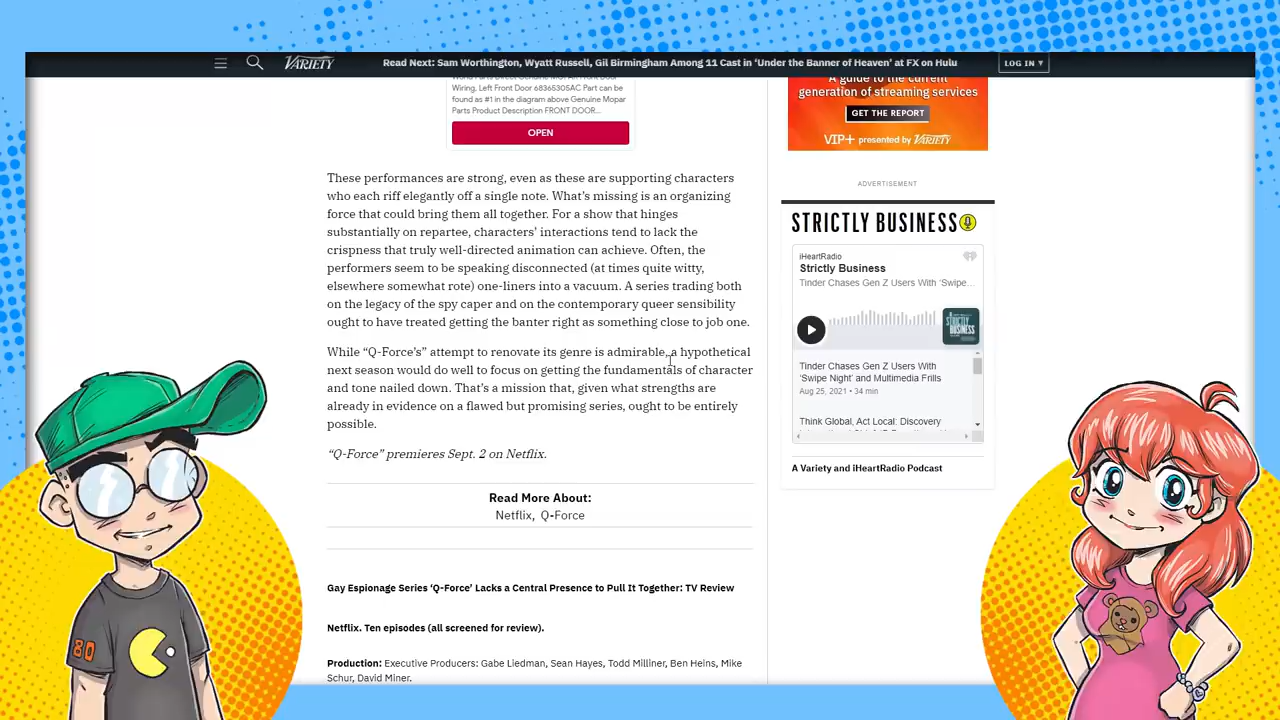 VARIETY
Read Next: Sam Worthington, Wyatt Russell, Gil Birmingham Among 11 Cast in ‘Under the Banner of Heaven’ at FX on Hulu
LOG IN ▾
Wiring. Left Front Door 68365305AC Part can be
found as #1 in the diagram above Genuine Mopar
Parts Product Description FRONT DOOR...
OPEN
These performances are strong, even as these are supporting characters
who each riff elegantly off a single note. What’s missing is an organizing
force that could bring them all together. For a show that hinges
substantially on repartee, characters’ interactions tend to lack the
crispness that truly well-directed animation can achieve. Often, the
performers seem to be speaking disconnected (at times quite witty,
elsewhere somewhat rote) one-liners into a vacuum. A series trading both
on the legacy of the spy caper and on the contemporary queer sensibility
ought to have treated getting the banter right as something close to job one.
While “Q-Force’s” attempt to renovate its genre is admirable, a hypothetical
next season would do well to focus on getting the fundamentals of character
and tone nailed down. That’s a mission that, given what strengths are
already in evidence on a flawed but promising series, ought to be entirely
possible.
“Q-Force” premieres Sept. 2 on Netflix.
Read More About:
Netflix, Q-Force
Gay Espionage Series ‘Q-Force’ Lacks a Central Presence to Pull It Together: TV Review
Netflix. Ten episodes (all screened for review).
Production: Executive Producers: Gabe Liedman, Sean Hayes, Todd Milliner, Ben Heins, Mike
Schur, David Miner.
A guide to the current
generation of streaming services
GET THE REPORT
VIP+ presented by VARIETY
ADVERTISEMENT
STRICTLY BUSINESS
iHeartRadio
Strictly Business
Tinder Chases Gen Z Users With ‘Swipe...
STRICTLY
BUSINESS
Tinder Chases Gen Z Users With
‘Swipe Night’ and Multimedia Frills
Aug 25, 2021 • 34 min
Think Global, Act Local: Discovery
A Variety and iHeartRadio Podcast
80